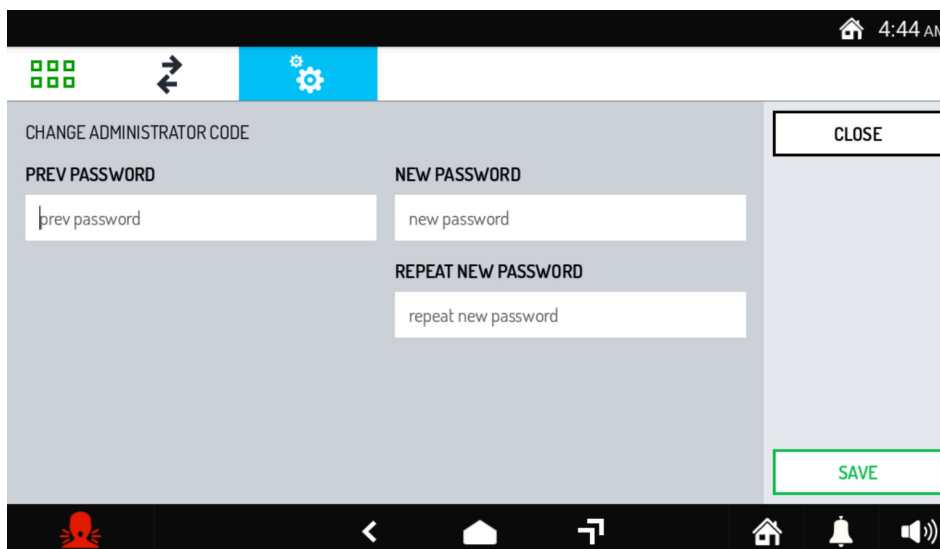 4:44 AM
CHANGE ADMINISTRATOR CODE
CLOSE
PREV PASSWORD
NEW PASSWORD
prev password
new password
REPEAT NEW PASSWORD
repeat new password
SAVE